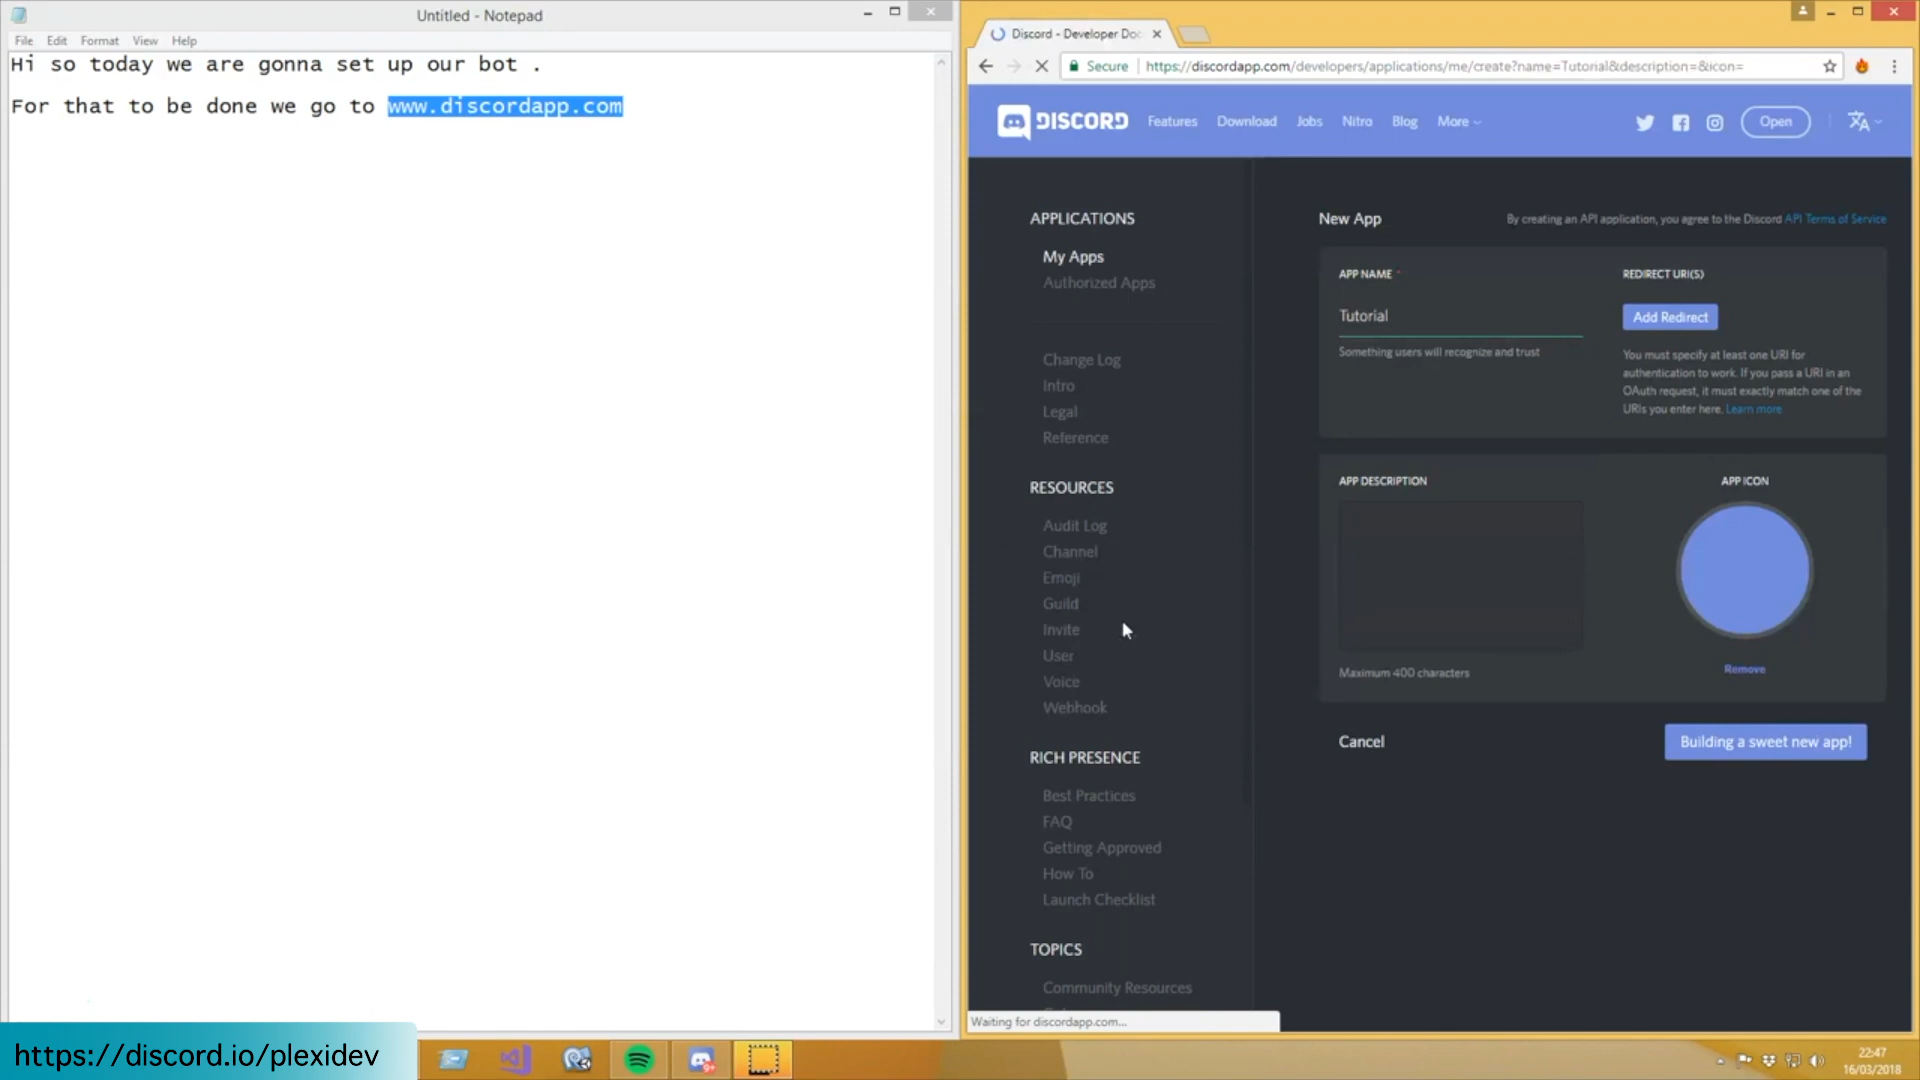 Untitled - Notepad
File Edit Format View Help
Hi so today we are gonna set up our bot .
For that to be done we go to www.discordapp.com
https://discord.io/plexidev
Discord - Developer Doc
Secure https://discordapp.com/developers/applications/me/create?name=Tutorial&description=&icon=
DISCORD Features Download Jobs Nitro Blog More Open
APPLICATIONS
My Apps
Authorized Apps
Change Log
Intro
Legal
Reference
RESOURCES
Audit Log
Channel
Emoji
Guild
Invite
User
Voice
Webhook
RICH PRESENCE
Best Practices
FAQ
Getting Approved
How To
Launch Checklist
TOPICS
Community Resources
New App
By creating an API application, you agree to the Discord API Terms of Service
APP NAME *
Tutorial
Something users will recognize and trust
REDIRECT URI(S)
Add Redirect
You must specify at least one URI for
authentication to work. If you pass a URI in an
OAuth request, it must exactly match one of the
URIs you enter here. Learn more
APP DESCRIPTION
Maximum 400 characters
APP ICON
Remove
Cancel
Building a sweet new app!
Waiting for discordapp.com...
22:47
16/03/2018